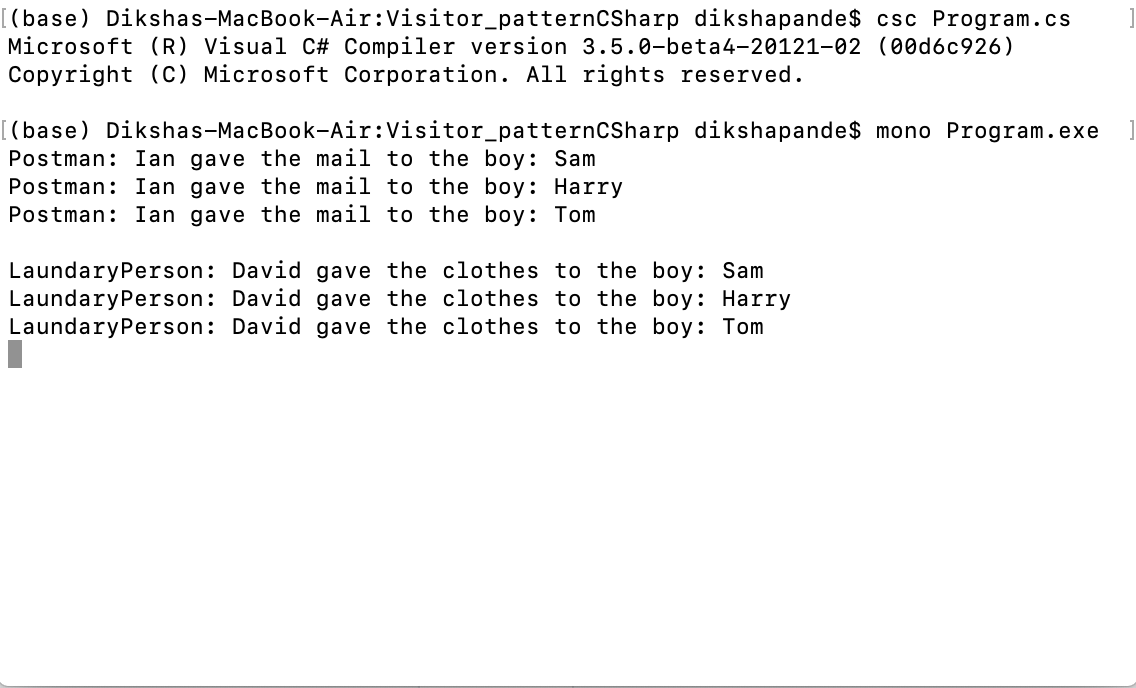 [(base) Dikshas-MacBook-Air:Visitor_patternCSharp dikshapande$ csc Program.cs ]
Microsoft (R) Visual C# Compiler version 3.5.0-beta4-20121-02 (00d6c926)
Copyright (C) Microsoft Corporation. All rights reserved.
[(base) Dikshas-MacBook-Air:Visitor_patternCSharp dikshapande$ mono Program.exe ]
Postman: Ian gave the mail to the boy: Sam
Postman: Ian gave the mail to the boy: Harry
Postman: Ian gave the mail to the boy: Tom
LaundaryPerson: David gave the clothes to the boy: Sam
LaundaryPerson: David gave the clothes to the boy: Harry
LaundaryPerson: David gave the clothes to the boy: Tom